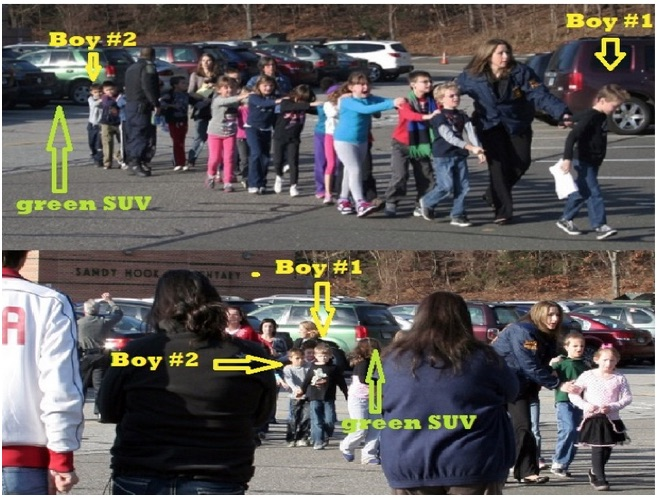 Boy #2
Boy #1
green SUV
SANDY HOOK
Boy #1
Boy #2
green SUV
A